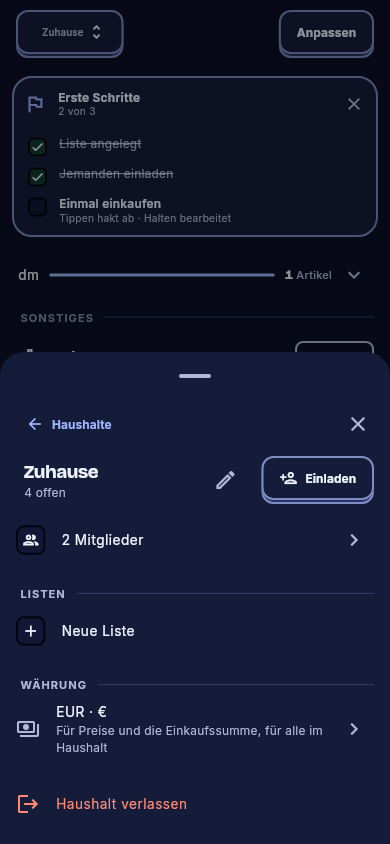 Zuhause
Anpassen
Erste Schritte
2 von 3
Liste angelegt
Jemanden einladen
Einmal einkaufen
Tippen hakt ab · Halten bearbeitet
dm
1 Artikel
SONSTIGES
Haushalte
Zuhause
4 offen
Einladen
2 Mitglieder
LISTEN
Neue Liste
WÄHRUNG
EUR · €
Für Preise und die Einkaufssumme, für alle im
Haushalt
Haushalt verlassen